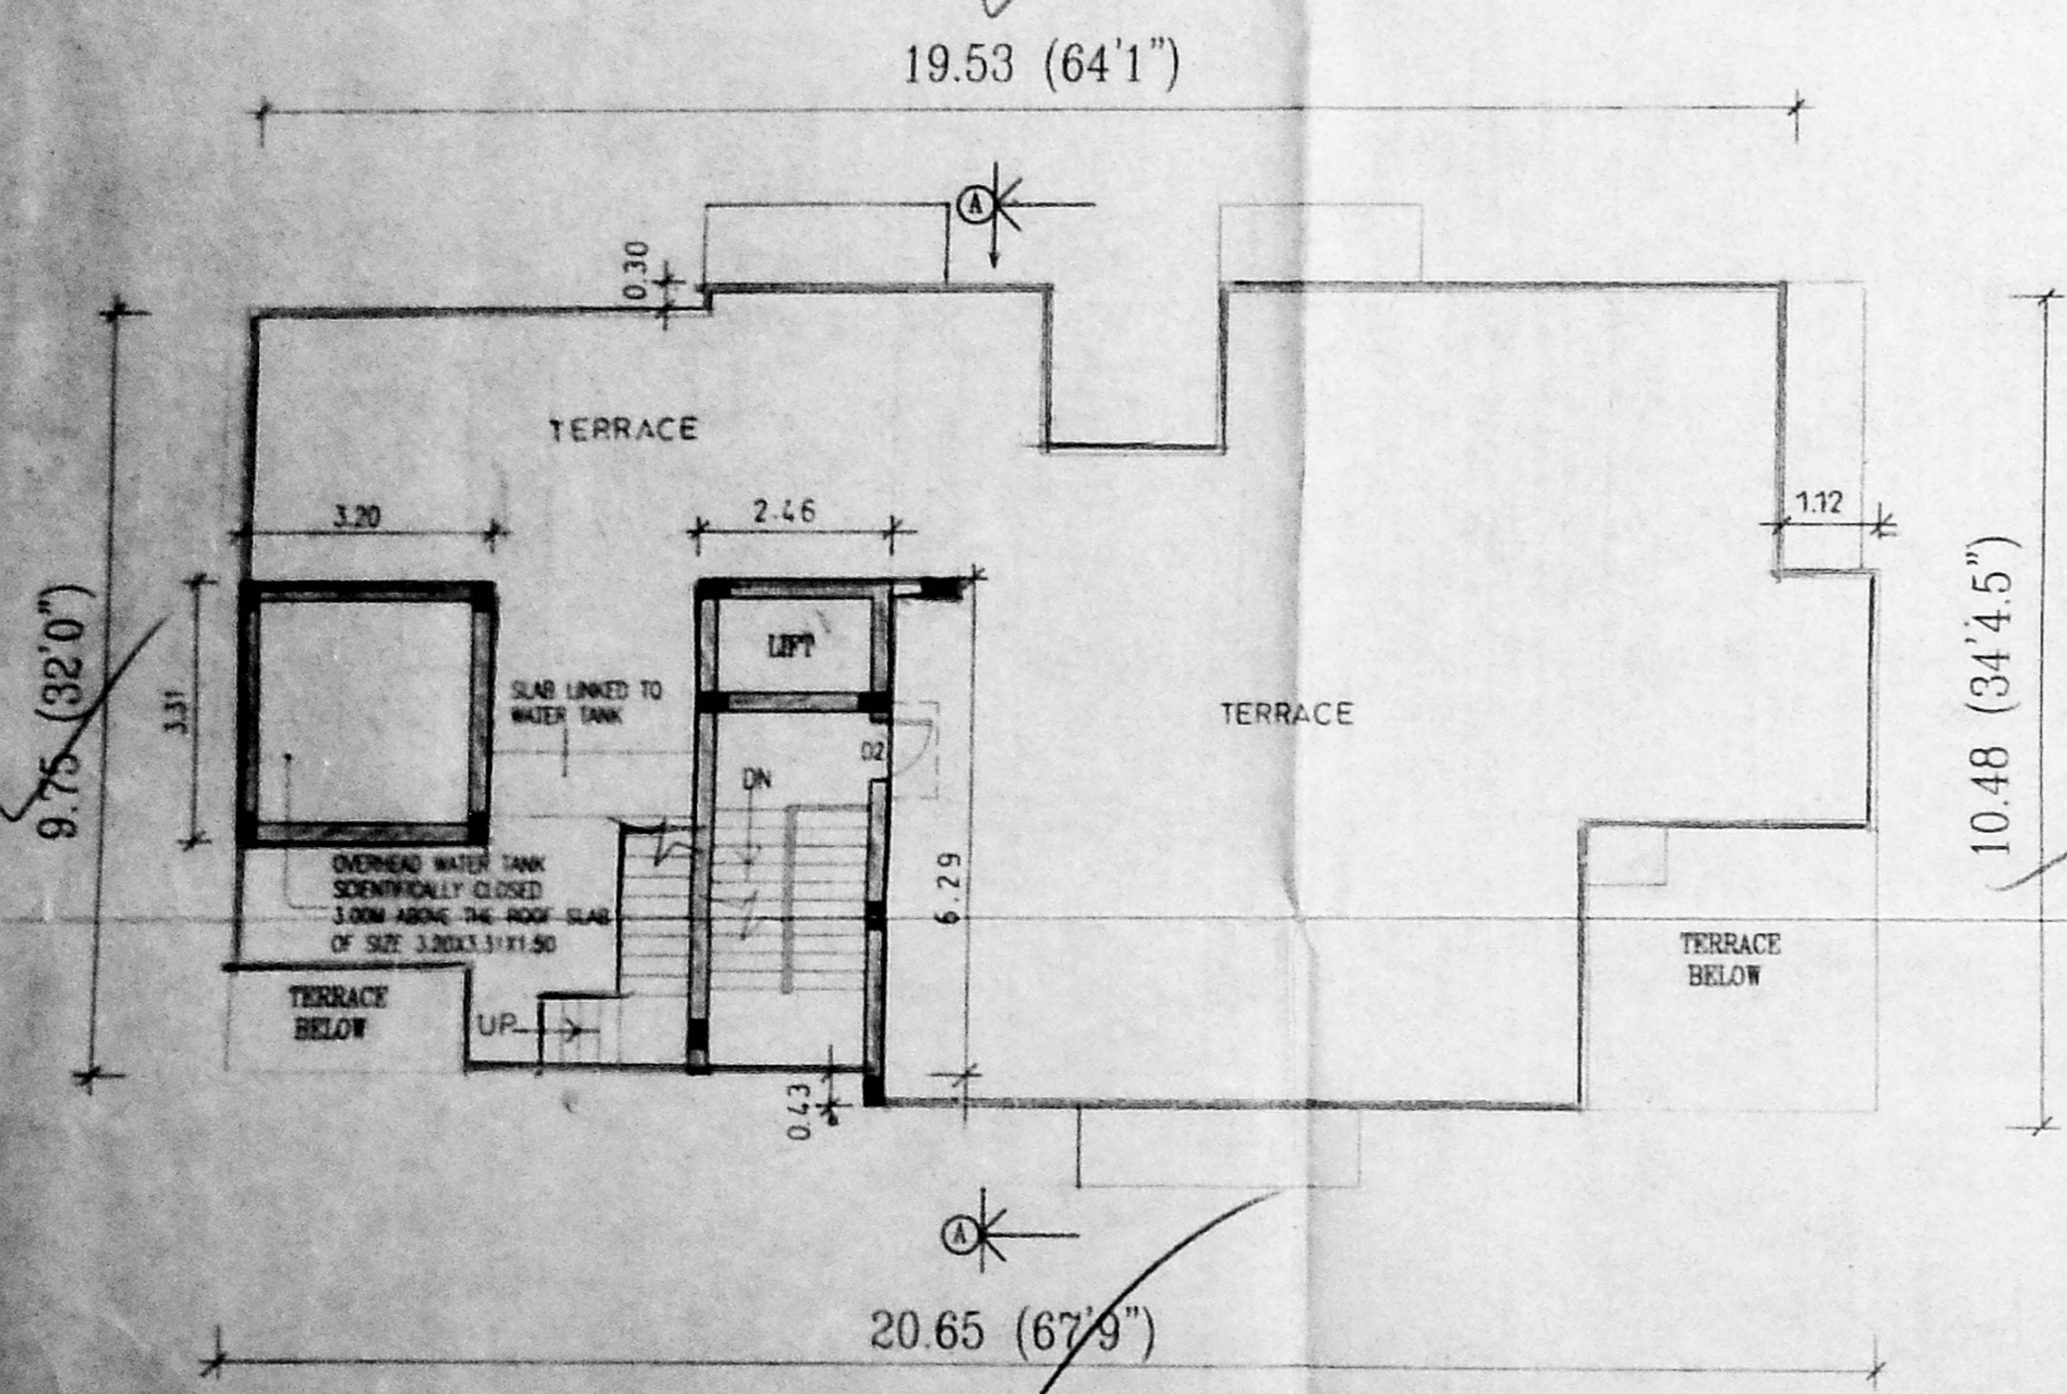 19.53 (64'1")
A
0.30
TERRACE
3.20
2.46
1.12
9.75 (32'0")
3.31
LIFT
SLAB LINKED TO
WATER TANK
TERRACE
10.48 (34'4.5")
D2
DN
OVERHEAD WATER TANK
SCIENTIFICALLY CLOSED
3.00M ABOVE THE ROOF SLAB
OF SIZE 3.20X3.31X1.50
6.29
TERRACE
BELOW
TERRACE
BELOW
UP
0.43
A
20.65 (67'9")